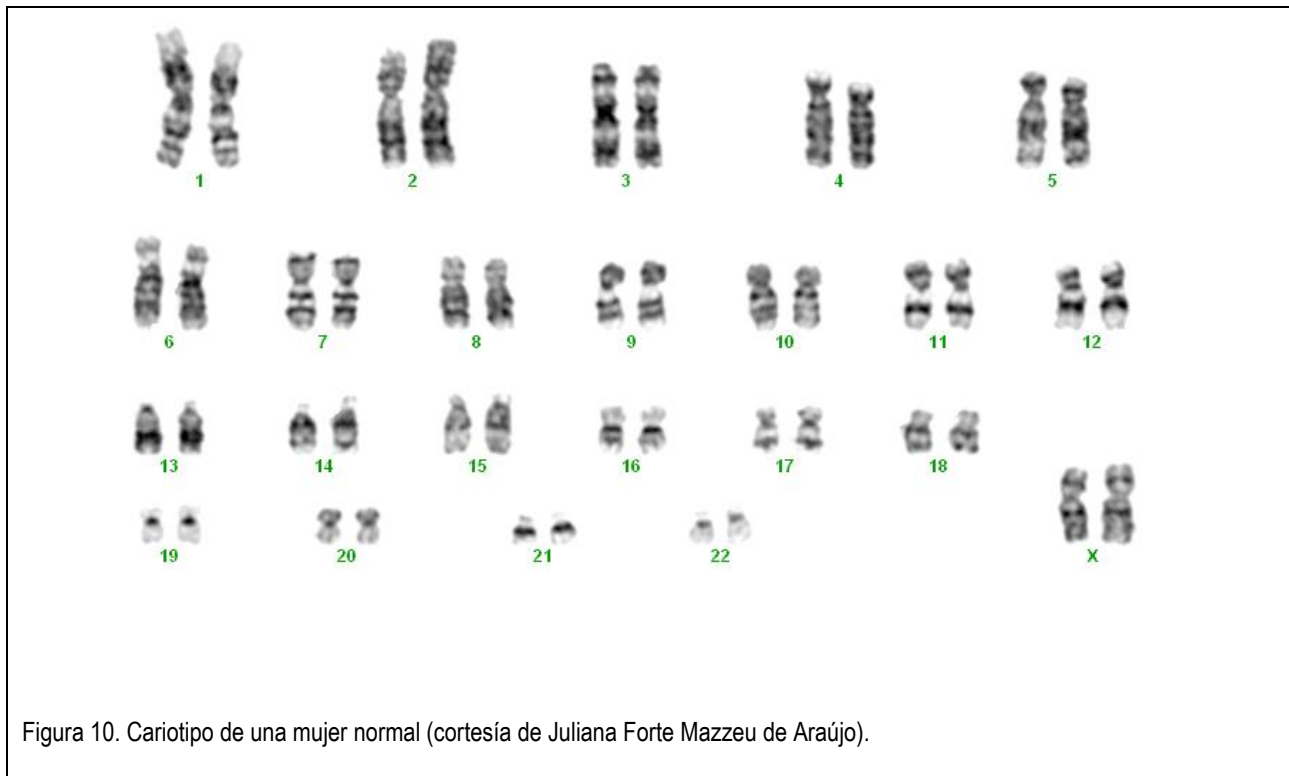 1 2 3 4 5
6 7 8 9 10 11 12
13 14 15 16 17 18
19 20 21 22 X
Figura 10. Cariotipo de una mujer normal (cortesía de Juliana Forte Mazzeu de Araújo).